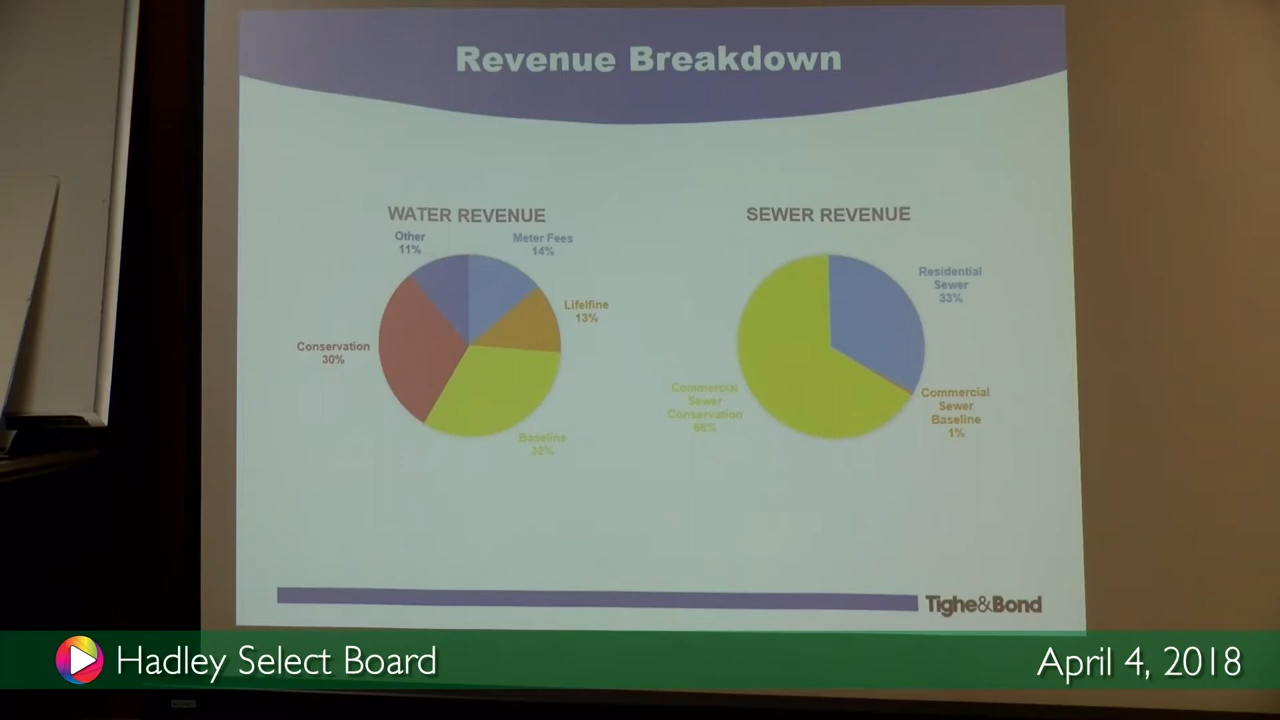 Revenue Breakdown
WATER REVENUE
Other
11%
Meter Fees
14%
Lifelfine
13%
Conservation
30%
Baseline
32%
SEWER REVENUE
Residential
Sewer
33%
Commercial
Sewer
Conservation
66%
Commercial
Sewer
Baseline
1%
Tighe&Bond
Hadley Select Board
April 4, 2018